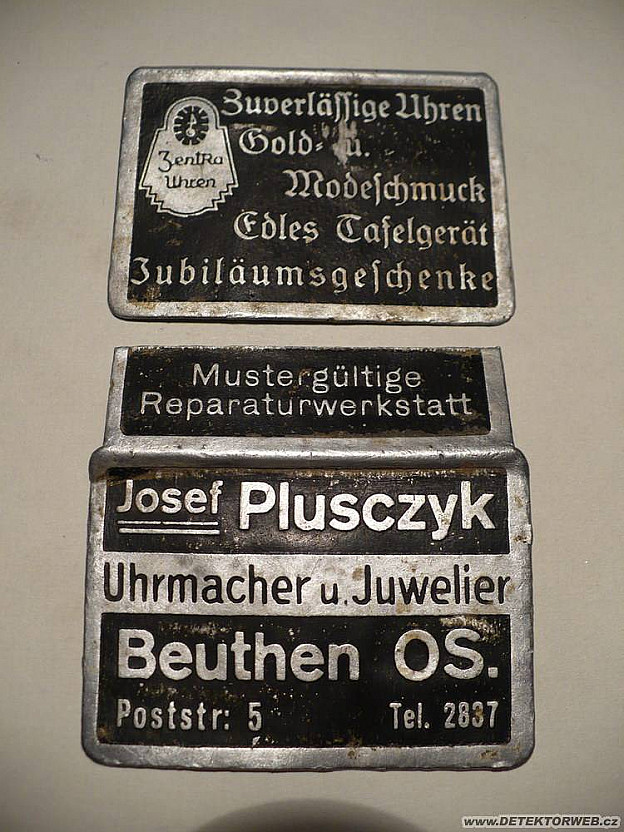 Zuverläſſige Uhren
Gold- u.
ZentRa
Uhren
Modeſchmuck
Edles Tafelgerät
Jubiläumsgeſchenke
Mustergültige
Reparaturwerkstatt
Josef Plusczyk
Uhrmacher u. Juwelier
Beuthen OS.
Poststr: 5 Tel. 2837
www.DETEKTORWEB.cz